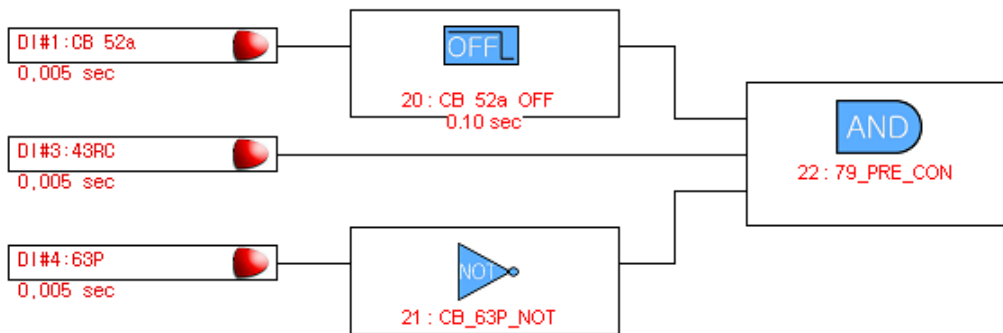 DI#1:CB 52a
0,005 sec
OFF
20 : CB 52a OFF
0.10 sec
DI#3:43RC
0,005 sec
AND
22 : 79_PRE_CON
DI#4:63P
0,005 sec
NOT
21 : CB_63P_NOT